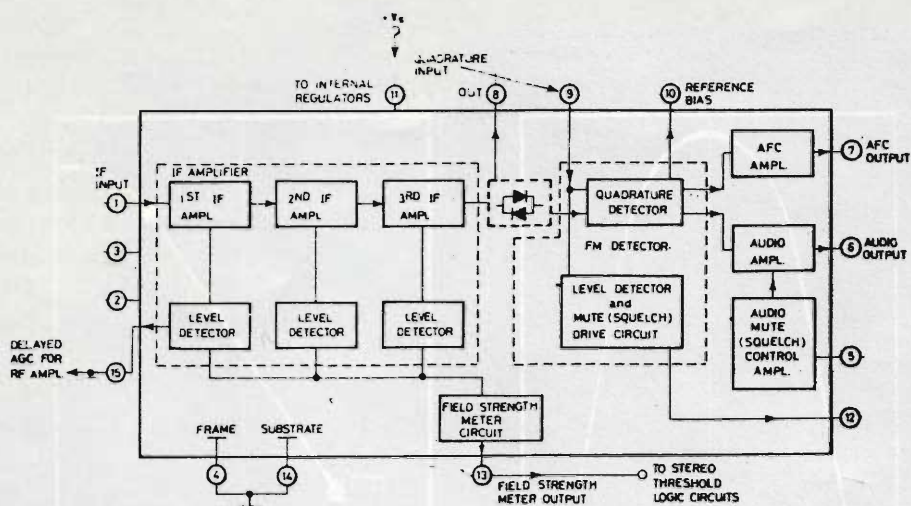 +Vs
?
QUADRATURE
INPUT
TO INTERNAL
REGULATORS
11
OUT
8
9
10
REFERENCE
BIAS
IF
INPUT
1
3
2
IF AMPLIFIER
1ST IF
AMPL
2ND IF
AMPL
3RD IF
AMPL
QUADRATURE
DETECTOR
FM DETECTOR
AFC
AMPL.
7
AFC
OUTPUT
AUDIO
AMPL.
6
AUDIO
OUTPUT
LEVEL
DETECTOR
LEVEL
DETECTOR
LEVEL
DETECTOR
LEVEL DETECTOR
and
MUTE (SQUELCH)
DRIVE CIRCUIT
AUDIO
MUTE
(SQUELCH)
CONTROL
AMPL.
5
DELAYED
AGC FOR
RF AMPL
15
12
FIELD STRENGTH
METER
CIRCUIT
FRAME
SUBSTRATE
4
14
13
FIELD STRENGTH
METER OUTPUT
TO STEREO
THRESHOLD
LOGIC CIRCUITS